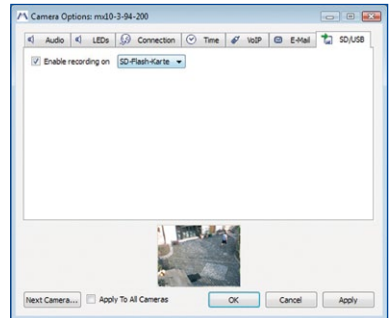 Camera Options: mx10-3-94-200
Audio LEDs Connection Time VoIP E-Mail SD/USB
Enable recording on SD-Flash-Karte
Next Camera... Apply To All Cameras OK Cancel Apply